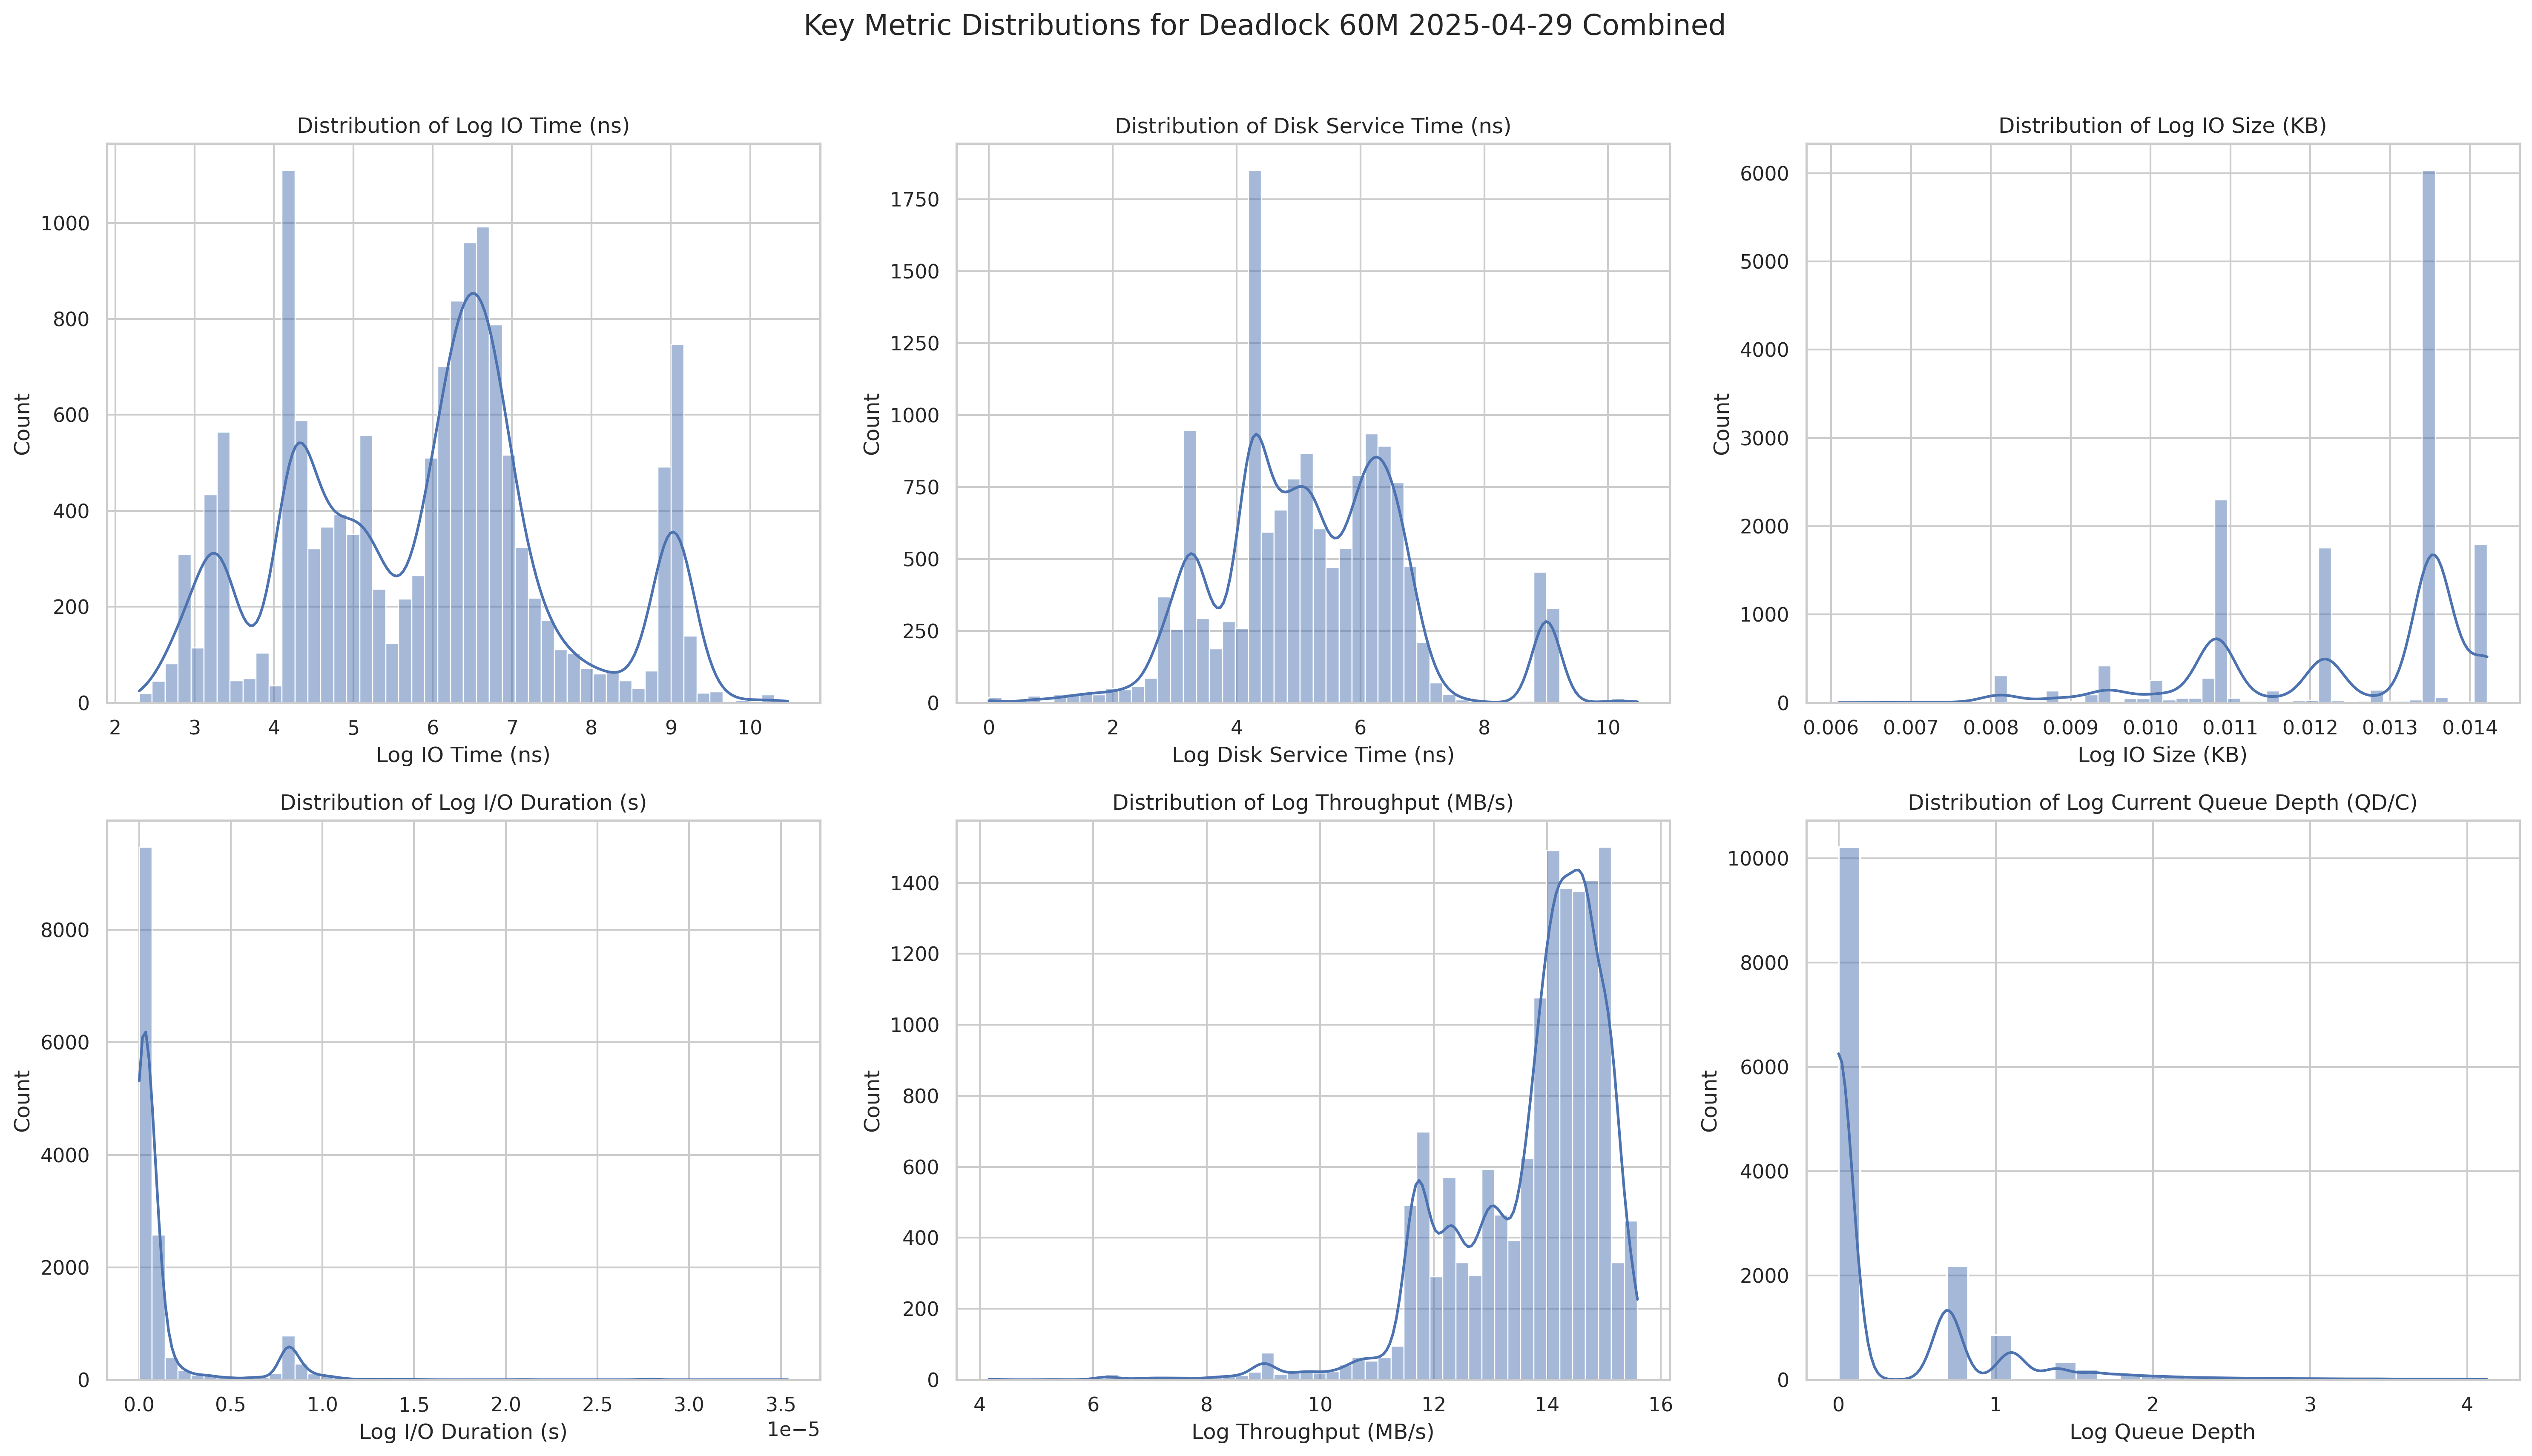 Key Metric Distributions for Deadlock 60M 2025-04-29 Combined
Distribution of Log IO Time (ns)
Count
1000
800
600
400
200
0
2 3 4 5 6 7 8 9 10
Log IO Time (ns)
Distribution of Disk Service Time (ns)
Count
1750
1500
1250
1000
750
500
250
0
0 2 4 6 8 10
Log Disk Service Time (ns)
Distribution of Log IO Size (KB)
Count
6000
5000
4000
3000
2000
1000
0
0.006 0.007 0.008 0.009 0.010 0.011 0.012 0.013 0.014
Log IO Size (KB)
Distribution of Log I/O Duration (s)
Count
8000
6000
4000
2000
0
0.0 0.5 1.0 1.5 2.0 2.5 3.0 3.5
1e−5
Log I/O Duration (s)
Distribution of Log Throughput (MB/s)
Count
1400
1200
1000
800
600
400
200
0
4 6 8 10 12 14 16
Log Throughput (MB/s)
Distribution of Log Current Queue Depth (QD/C)
Count
10000
8000
6000
4000
2000
0
0 1 2 3 4
Log Queue Depth